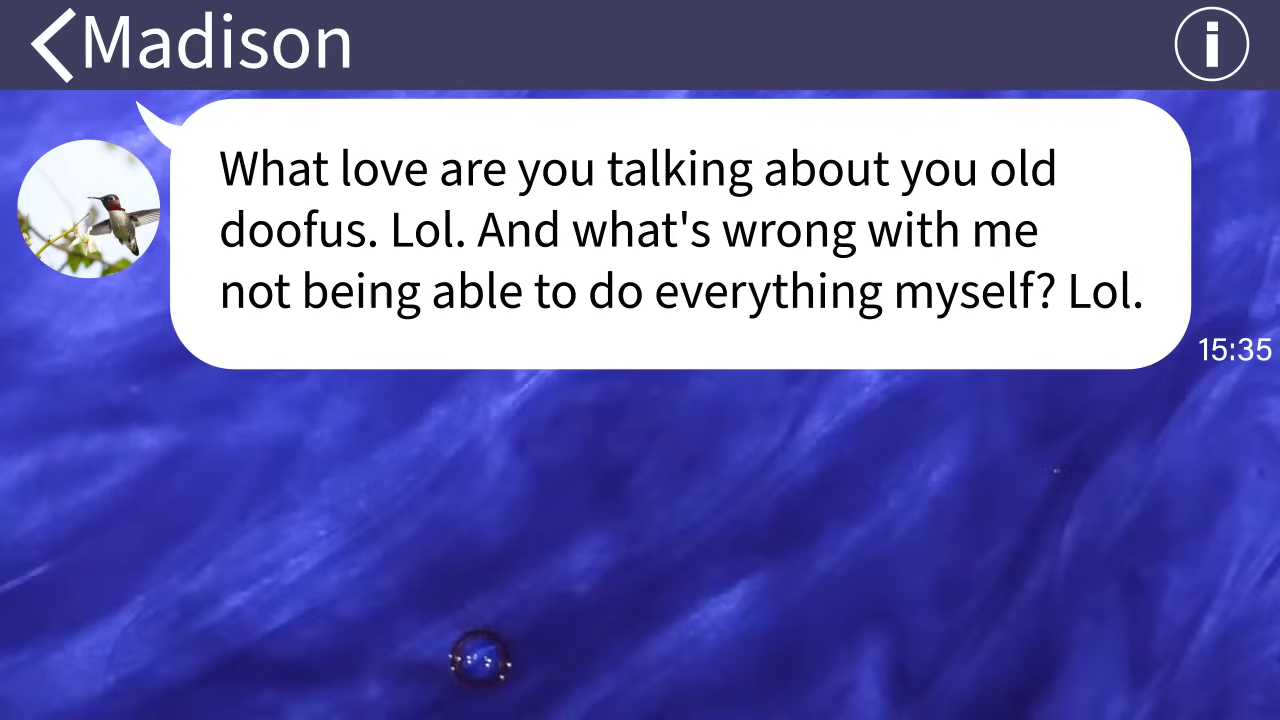 Madison
What love are you talking about you old
doofus. Lol. And what's wrong with me
not being able to do everything myself? Lol.
15:35